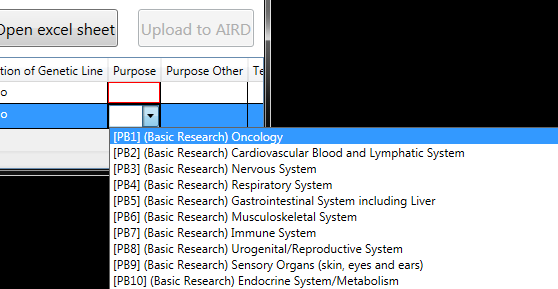 Open excel sheet Upload to AIRD
tion of Genetic Line Purpose Purpose Other Te
o
o
[PB1] (Basic Research) Oncology
[PB2] (Basic Research) Cardiovascular Blood and Lymphatic System
[PB3] (Basic Research) Nervous System
[PB4] (Basic Research) Respiratory System
[PB5] (Basic Research) Gastrointestinal System including Liver
[PB6] (Basic Research) Musculoskeletal System
[PB7] (Basic Research) Immune System
[PB8] (Basic Research) Urogenital/Reproductive System
[PB9] (Basic Research) Sensory Organs (skin, eyes and ears)
[PB10] (Basic Research) Endocrine System/Metabolism